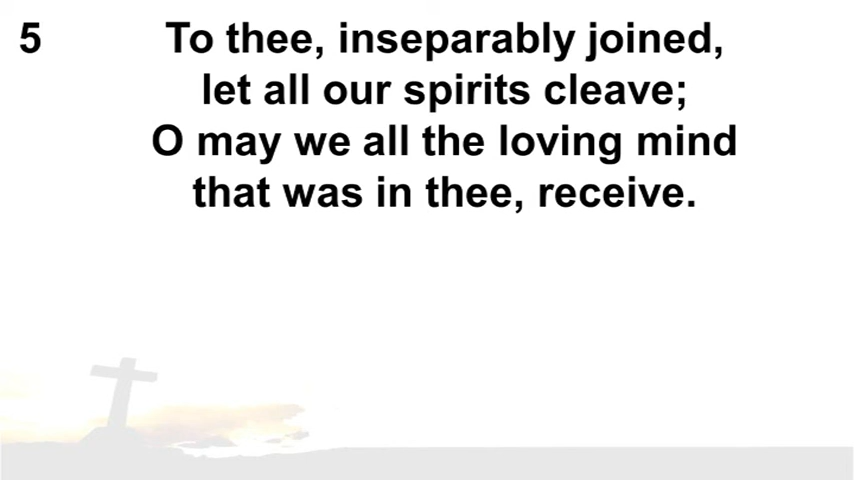 5 To thee, inseparably joined,
let all our spirits cleave;
O may we all the loving mind
that was in thee, receive.